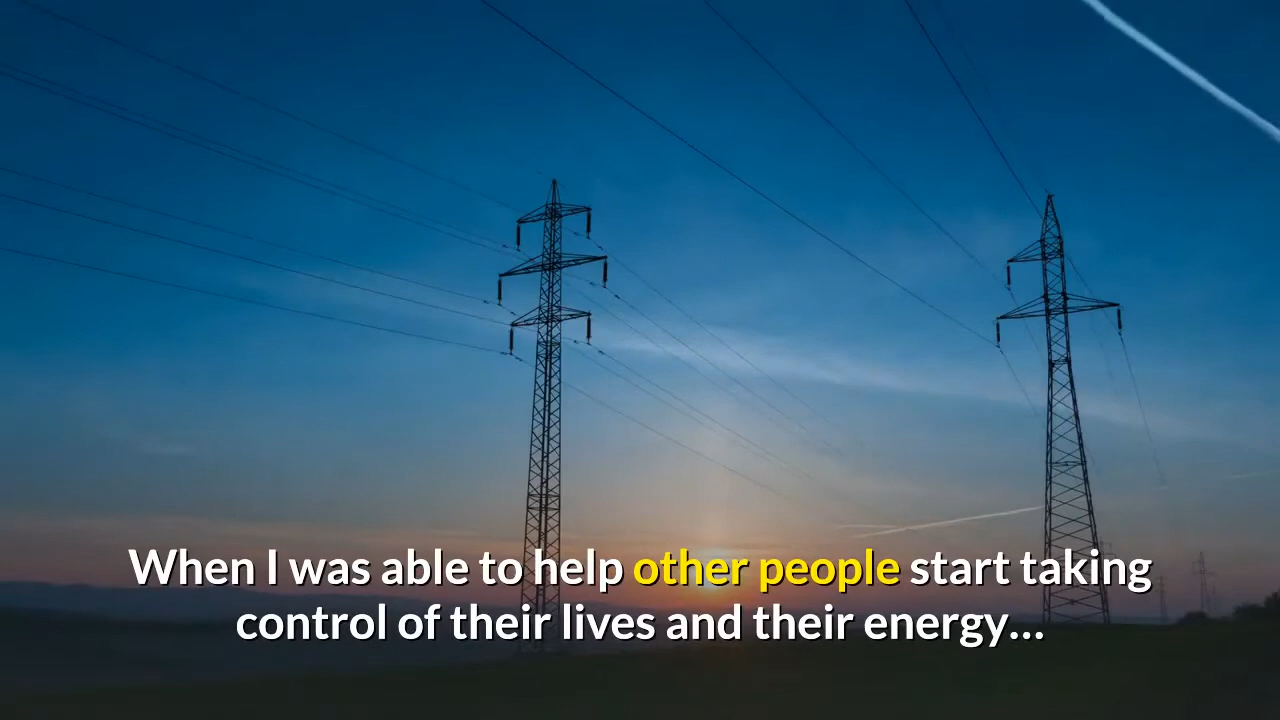 When I was able to help other people start taking
control of their lives and their energy...